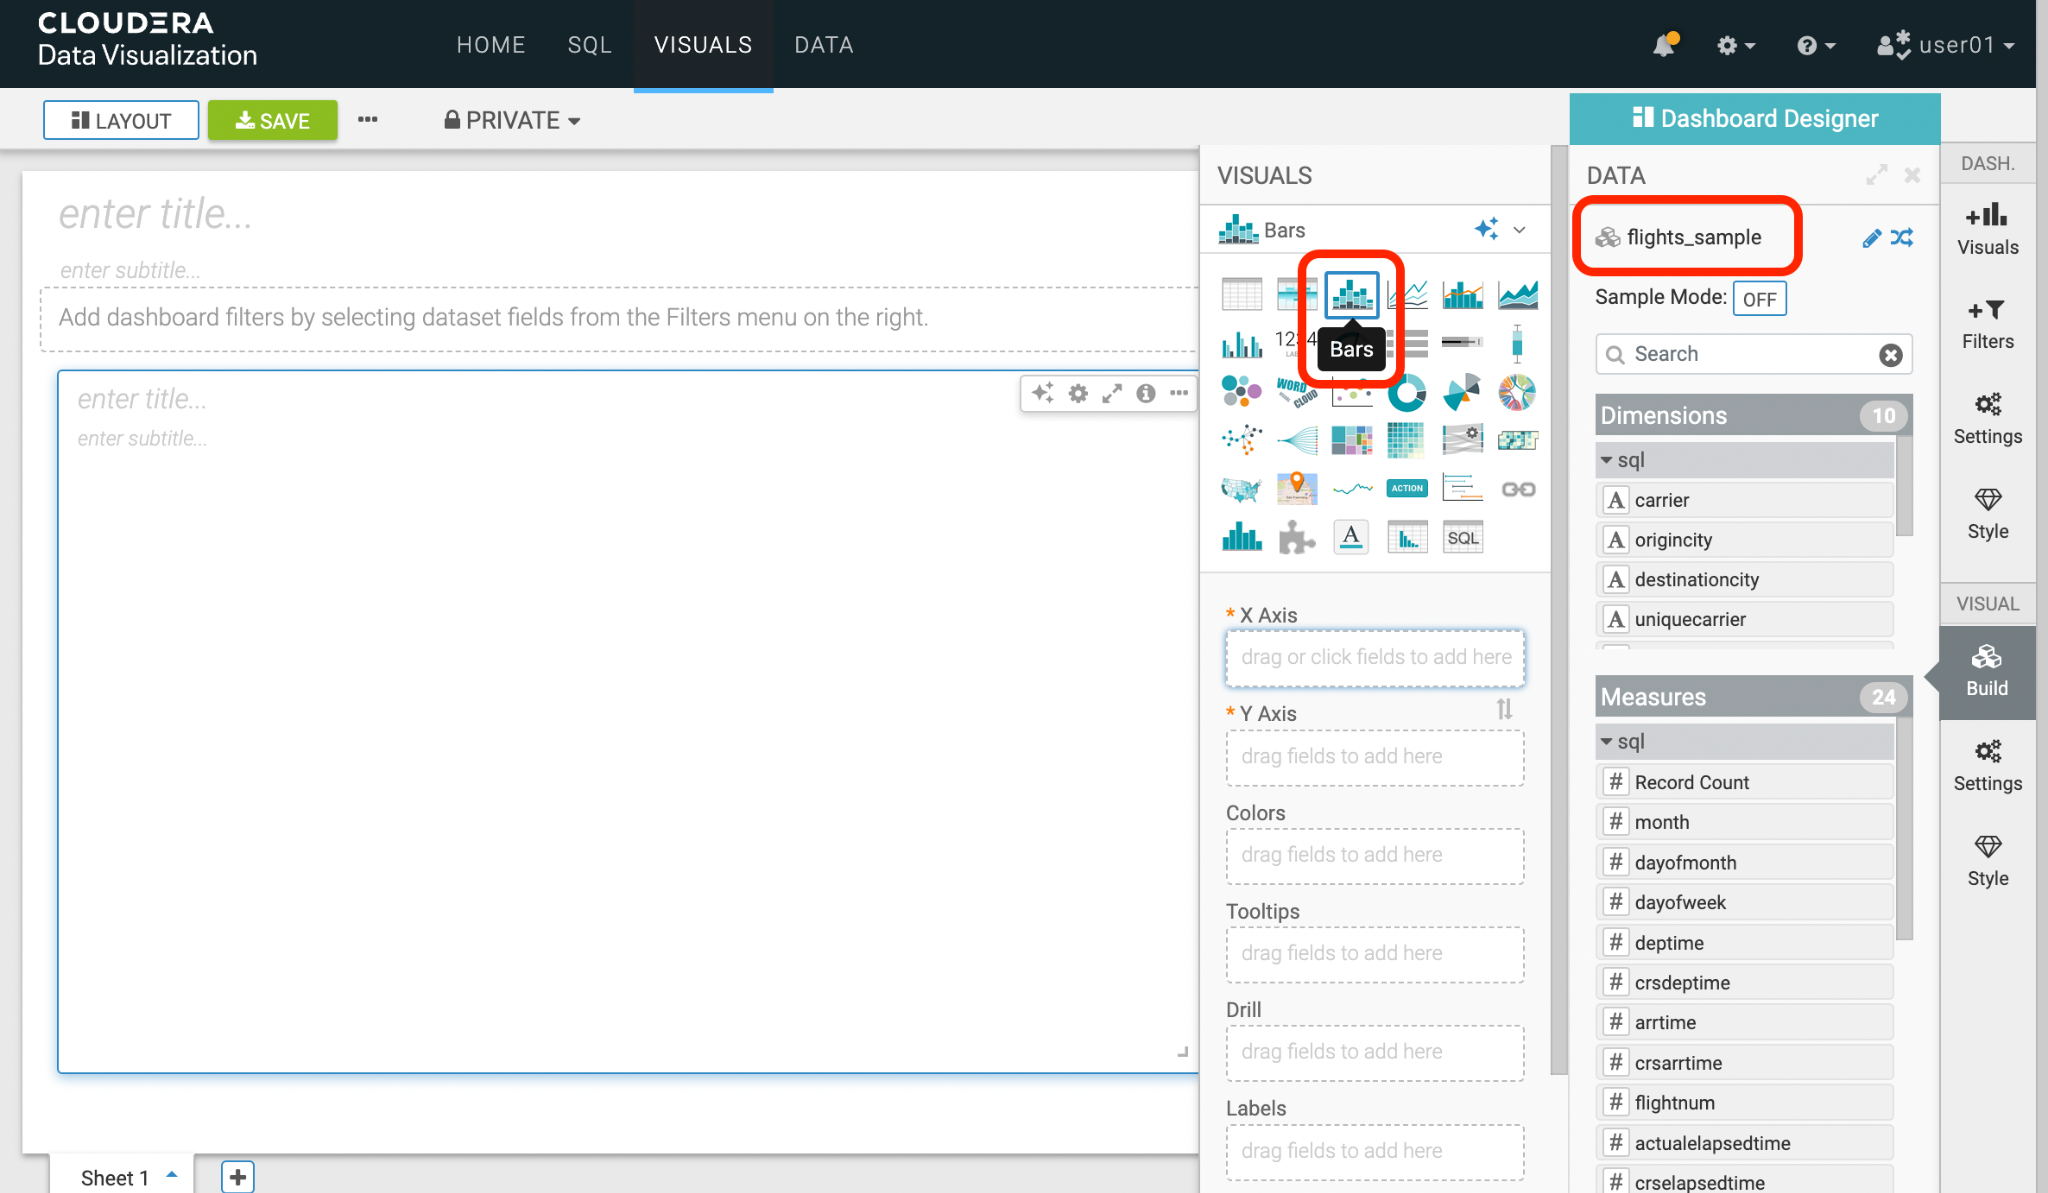 CLOUDERA
Data Visualization
HOME SQL VISUALS DATA
user01
LAYOUT SAVE PRIVATE
Dashboard Designer
enter title...
enter subtitle...
Add dashboard filters by selecting dataset fields from the Filters menu on the right.
enter title...
enter subtitle...
Sheet 1
VISUALS
Bars
Bars
WORD
CLOUD
ACTION
A
SQL
* X Axis
drag or click fields to add here
* Y Axis
drag fields to add here
Colors
drag fields to add here
Tooltips
drag fields to add here
Drill
drag fields to add here
Labels
drag fields to add here
DATA
flights_sample
Sample Mode: OFF
Search
Dimensions 10
sql
A carrier
A origincity
A destinationcity
A uniquecarrier
Measures 24
sql
# Record Count
# month
# dayofmonth
# dayofweek
# deptime
# crsdeptime
# arrtime
# crsarrtime
# flightnum
# actualelapsedtime
# crselapsedtime
DASH.
Visuals
Filters
Settings
Style
VISUAL
Build
Settings
Style